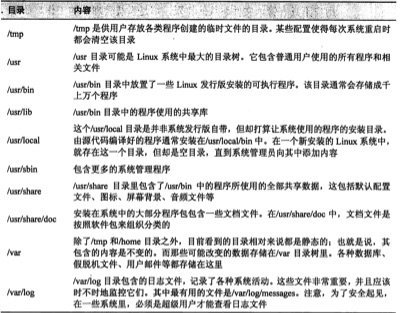 目录 内容
/tmp /tmp 是供用户存放各类程序创建的临时文件的目录。某些配置使得每次系统重启时
都会清空该目录
/usr /usr 目录可能是 Linux 系统中最大的目录树。它包含普通用户使用的所有程序和相
关文件
/usr/bin /usr/bin 目录中放置了一些 Linux 发行版安装的可执行程序。该目录通常会存储成千
上万个程序
/usr/lib /usr/bin 目录中的程序使用的共享库
/usr/local 这个/usr/local 目录是并非系统发行版自带，但却打算让系统使用的程序的安装目录。
由源代码编译好的程序通常安装在/usr/local/bin 中。在一个新安装的 Linux 系统中，
就存在这一个目录，但却是空目录，直到系统管理员向其中添加内容
/usr/sbin 包含更多的系统管理程序
/usr/share /usr/share 目录里包含了/usr/bin 中的程序所使用的全部共享数据，这包括默认配置
文件、图标、屏幕背景、音频文件等
/usr/share/doc 安装在系统中的大部分程序包包含一些文档文件。在/usr/share/doc 中，文档文件是
按照软件包来组织分类的
/var 除了/tmp 和/home 目录之外，目前看到的目录相对来说都是静态的；也就是说，其
包含的内容是不变的。而那些可能改变的数据存储在/var 目录里。各种数据库、
假脱机文件、用户邮件等都存储在这里
/var/log /var/log 目录包含的日志文件，记录了各种系统活动。这些文件非常重要，并且应该
时不时地监控它们。其中最有用的文件是/var/log/messages。注意，为了安全起见，
在一些系统里，必须是超级用户才能查看日志文件